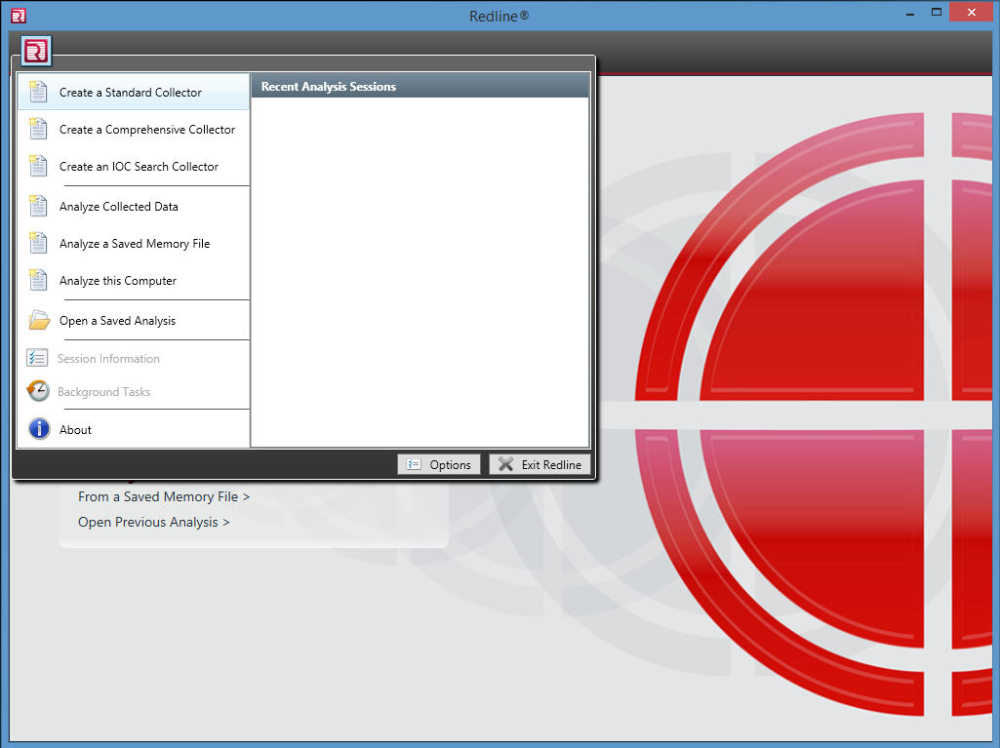 Redline®
Create a Standard Collector
Create a Comprehensive Collector
Create an IOC Search Collector
Analyze Collected Data
Analyze a Saved Memory File
Analyze this Computer
Open a Saved Analysis
Session Information
Background Tasks
About
Recent Analysis Sessions
Options
Exit Redline
From a Saved Memory File >
Open Previous Analysis >